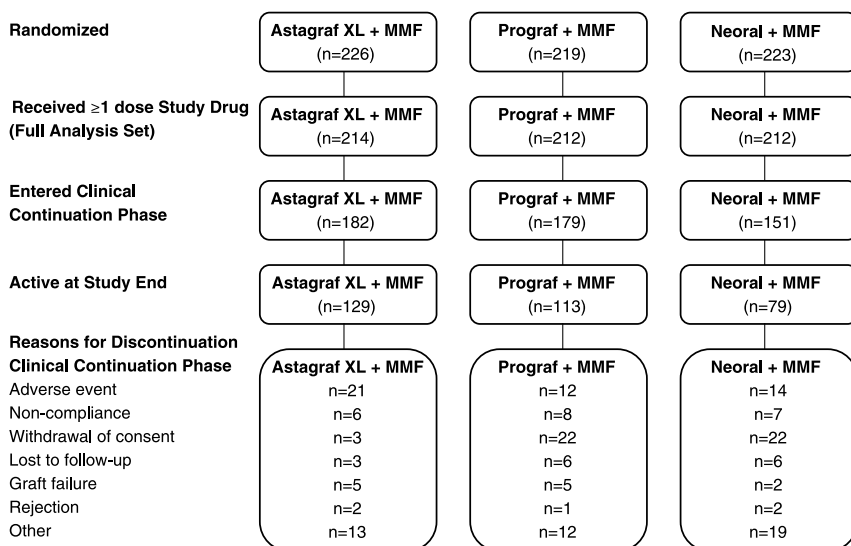 Randomized Astagraf XL + MMF Prograf + MMF Neoral + MMF
(n=226) (n=219) (n=223)
Received ≥1 dose Study Drug Astagraf XL + MMF Prograf + MMF Neoral + MMF
(Full Analysis Set) (n=214) (n=212) (n=212)
Entered Clinical Astagraf XL + MMF Prograf + MMF Neoral + MMF
Continuation Phase (n=182) (n=179) (n=151)
Active at Study End Astagraf XL + MMF Prograf + MMF Neoral + MMF
(n=129) (n=113) (n=79)
Reasons for Discontinuation
Clinical Continuation Phase Astagraf XL + MMF Prograf + MMF Neoral + MMF
Adverse event n=21 n=12 n=14
Non-compliance n=6 n=8 n=7
Withdrawal of consent n=3 n=22 n=22
Lost to follow-up n=3 n=6 n=6
Graft failure n=5 n=5 n=2
Rejection n=2 n=1 n=2
Other n=13 n=12 n=19